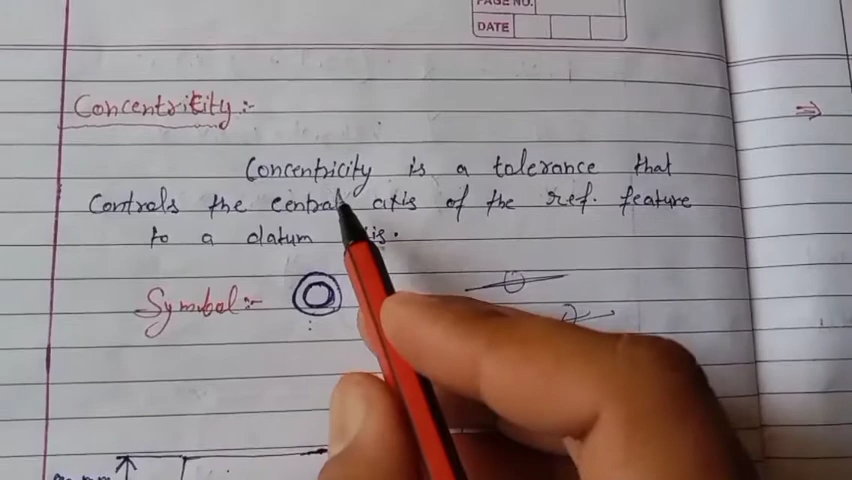 PAGE NO.
DATE
Concentricity :-
Concentricity is a tolerance that
Controls the central axis of the ref. feature
to a datum
Symbol :-